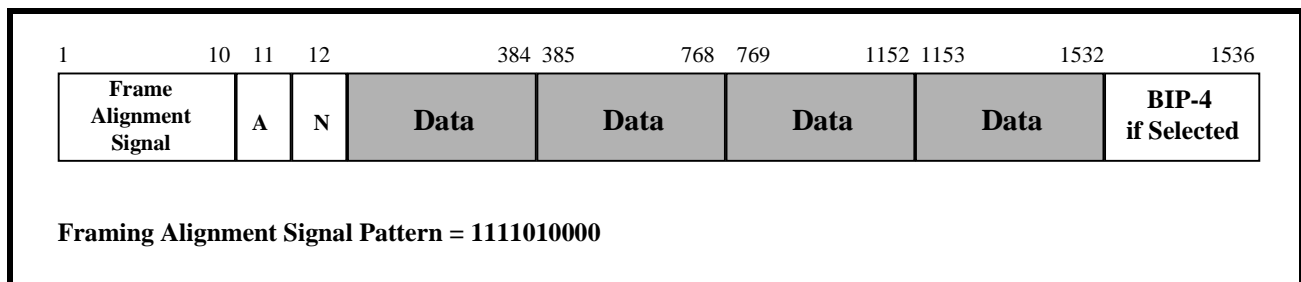 1 10 11 12 384 385 768 769 1152 1153 1532 1536
Frame
Alignment
Signal
A
N
Data
Data
Data
Data
BIP-4
if Selected
Framing Alignment Signal Pattern = 1111010000